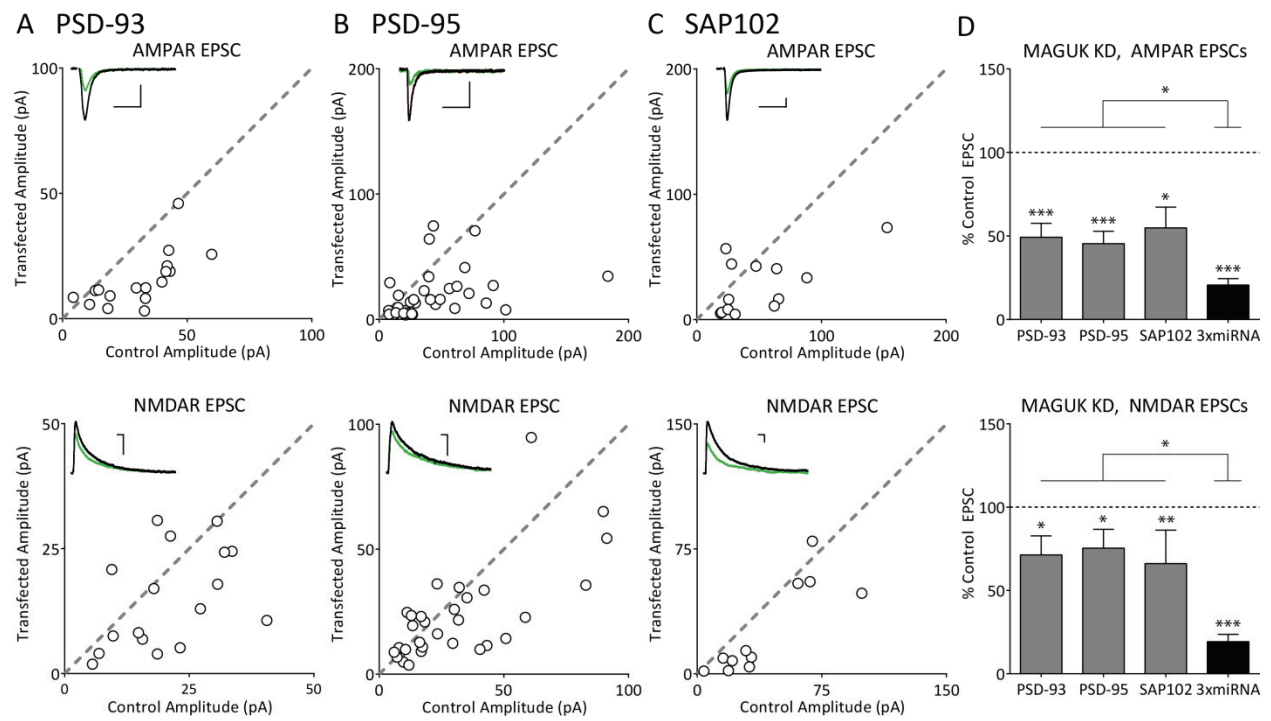 A PSD-93
AMPAR EPSC
100
50
0
0
50
100
Transfected Amplitude (pA)
Control Amplitude (pA)
B PSD-95
AMPAR EPSC
200
100
0
0
100
200
Transfected Amplitude (pA)
Control Amplitude (pA)
C SAP102
AMPAR EPSC
200
100
0
0
100
200
Transfected Amplitude (pA)
Control Amplitude (pA)
D
MAGUK KD, AMPAR EPSCs
150
100
50
0
% Control EPSC
*
***
***
*
***
PSD-93 PSD-95 SAP102 3xmiRNA
NMDAR EPSC
50
25
0
0
25
50
Transfected Amplitude (pA)
Control Amplitude (pA)
NMDAR EPSC
100
50
0
0
50
100
Transfected Amplitude (pA)
Control Amplitude (pA)
NMDAR EPSC
150
75
0
0
75
150
Transfected Amplitude (pA)
Control Amplitude (pA)
MAGUK KD, NMDAR EPSCs
150
100
50
0
% Control EPSC
*
*
*
**
***
PSD-93 PSD-95 SAP102 3xmiRNA